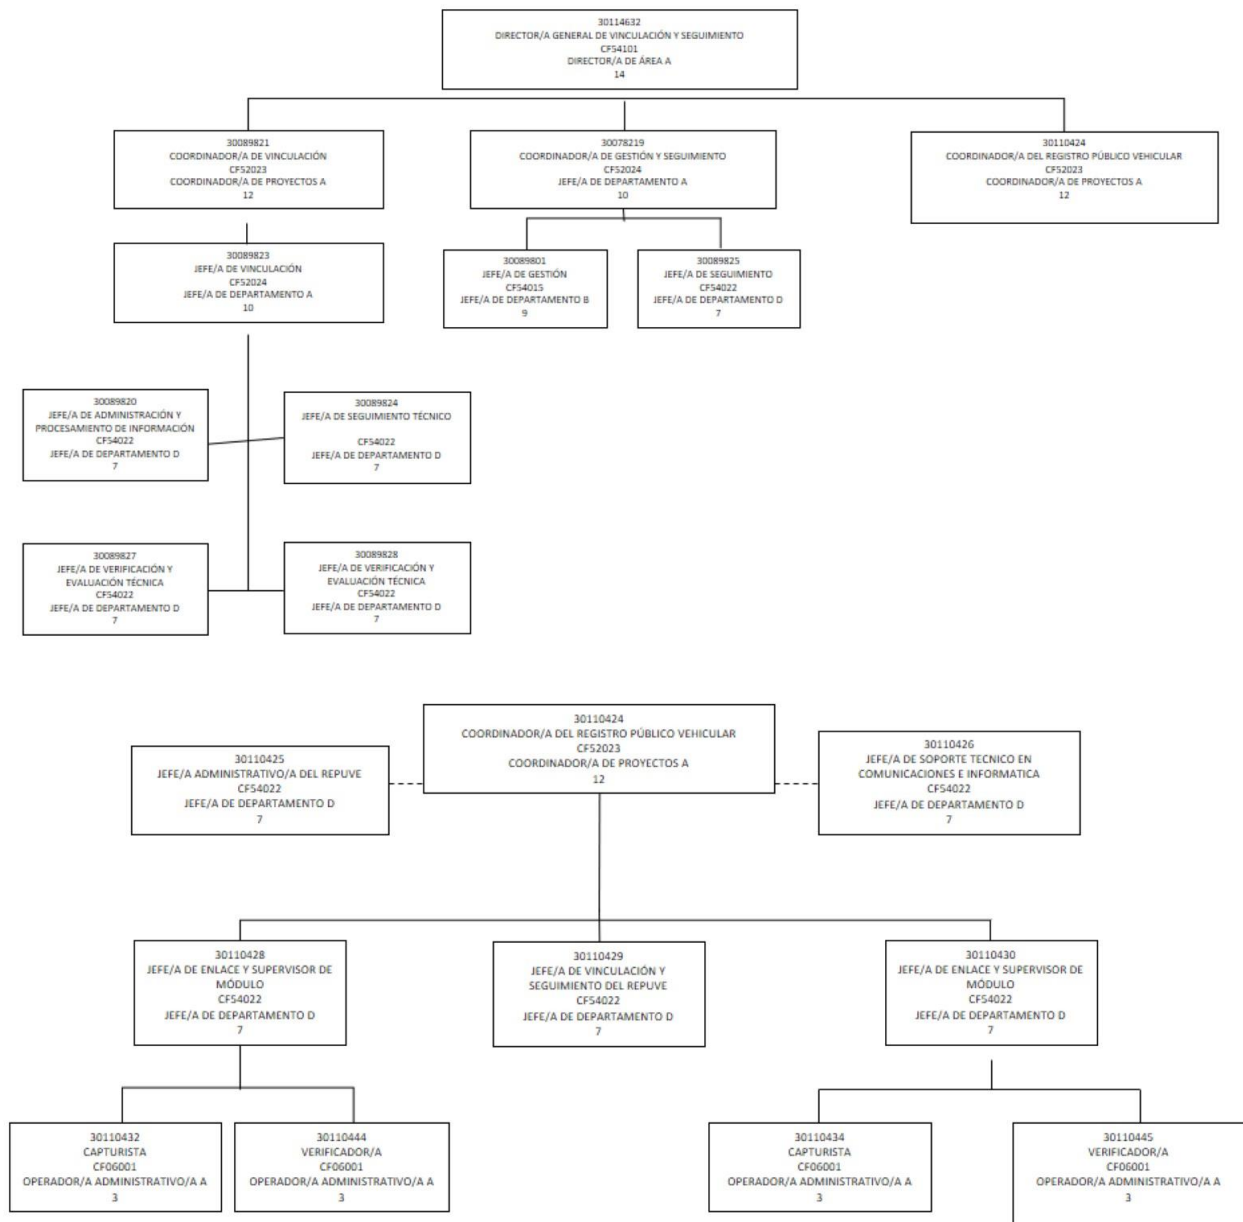 30114632
DIRECTOR/A GENERAL DE VINCULACIÓN Y SEGUIMIENTO
CF54101
DIRECTOR/A DE ÁREA A
14
30089821
COORDINADOR/A DE VINCULACIÓN
CF52023
COORDINADOR/A DE PROYECTOS A
12
30078219
COORDINADOR/A DE GESTIÓN Y SEGUIMIENTO
CF52024
JEFE/A DE DEPARTAMENTO A
10
30110424
COORDINADOR/A DEL REGISTRO PÚBLICO VEHICULAR
CF52023
COORDINADOR/A DE PROYECTOS A
12
30089823
JEFE/A DE VINCULACIÓN
CF52024
JEFE/A DE DEPARTAMENTO A
10
30089801
JEFE/A DE GESTIÓN
CF54015
JEFE/A DE DEPARTAMENTO B
9
30089825
JEFE/A DE SEGUIMIENTO
CF54022
JEFE/A DE DEPARTAMENTO D
7
30089820
JEFE/A DE ADMINISTRACIÓN Y
PROCESAMIENTO DE INFORMACIÓN
CF54022
JEFE/A DE DEPARTAMENTO D
7
30089824
JEFE/A DE SEGUIMIENTO TÉCNICO
CF54022
JEFE/A DE DEPARTAMENTO D
7
30089827
JEFE/A DE VERIFICACIÓN Y
EVALUACIÓN TÉCNICA
CF54022
JEFE/A DE DEPARTAMENTO D
7
30089828
JEFE/A DE VERIFICACIÓN Y
EVALUACIÓN TÉCNICA
CF54022
JEFE/A DE DEPARTAMENTO D
7
30110424
COORDINADOR/A DEL REGISTRO PÚBLICO VEHICULAR
CF52023
COORDINADOR/A DE PROYECTOS A
12
30110425
JEFE/A ADMINISTRATIVO/A DEL REPUVE
CF54022
JEFE/A DE DEPARTAMENTO D
7
30110426
JEFE/A DE SOPORTE TECNICO EN
COMUNICACIONES E INFORMATICA
CF54022
JEFE/A DE DEPARTAMENTO D
7
30110428
JEFE/A DE ENLACE Y SUPERVISOR DE
MÓDULO
CF54022
JEFE/A DE DEPARTAMENTO D
7
30110429
JEFE/A DE VINCULACIÓN Y
SEGUIMIENTO DEL REPUVE
CF54022
JEFE/A DE DEPARTAMENTO D
7
30110430
JEFE/A DE ENLACE Y SUPERVISOR DE
MÓDULO
CF54022
JEFE/A DE DEPARTAMENTO D
7
30110432
CAPTURISTA
CF06001
OPERADOR/A ADMINISTRATIVO/A A
3
30110444
VERIFICADOR/A
CF06001
OPERADOR/A ADMINISTRATIVO/A A
3
30110434
CAPTURISTA
CF06001
OPERADOR/A ADMINISTRATIVO/A A
3
30110445
VERIFICADOR/A
CF06001
OPERADOR/A ADMINISTRATIVO/A A
3